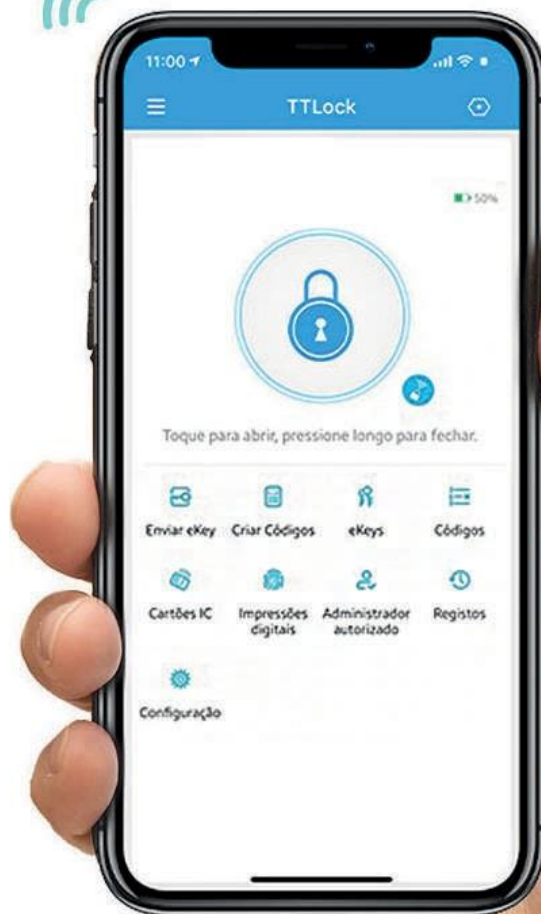 11:00
TTLock
50%
Toque para abrir, pressione longo para fechar.
Enviar eKey Criar Códigos eKeys Códigos
Cartões IC Impressões digitais Administrador autorizado Registos
Configuração